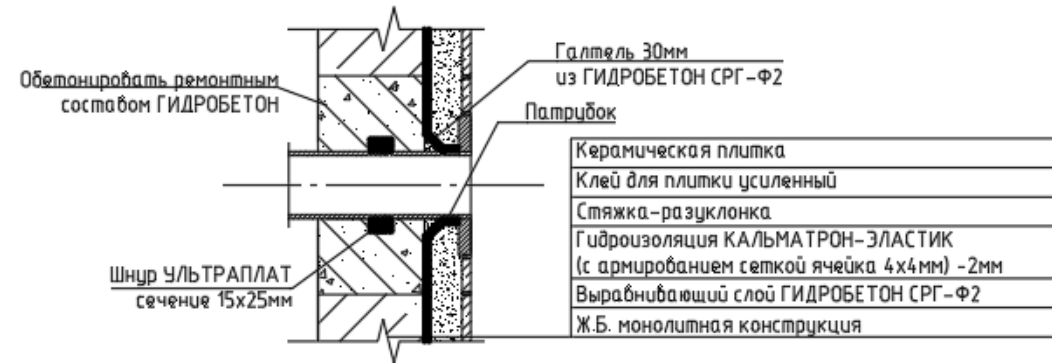 Галтель 30мм
из ГИДРОБЕТОН СРГ-Ф2
Обетонировать ремонтным
составом ГИДРОБЕТОН
Патрубок
Керамическая плитка
Клей для плитки усиленный
Стяжка-разуклонка
Гидроизоляция КАЛЬМАТРОН-ЭЛАСТИК
(с армированием сеткой ячейка 4х4мм) -2мм
Выравнивающий слой ГИДРОБЕТОН СРГ-Ф2
Ж.Б. монолитная конструкция
Шнур УЛЬТРАПЛАТ
сечение 15х25мм